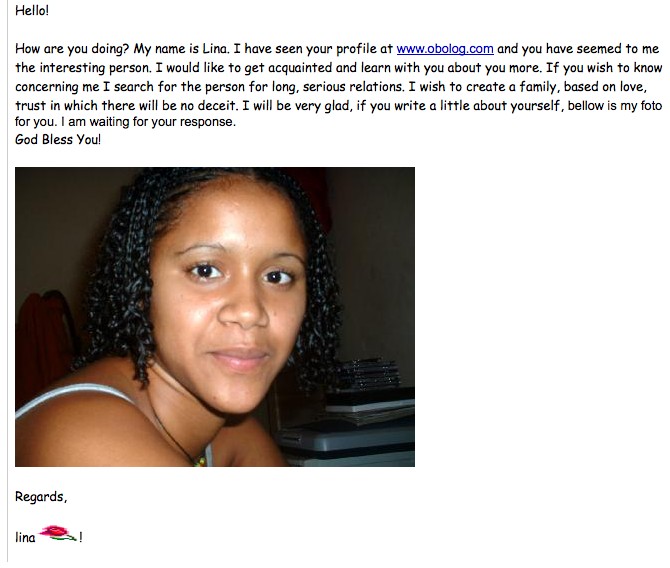 Hello!
How are you doing? My name is Lina. I have seen your profile at www.obolog.com and you have seemed to me
the interesting person. I would like to get acquainted and learn with you about you more. If you wish to know
concerning me I search for the person for long, serious relations. I wish to create a family, based on love,
trust in which there will be no deceit. I will be very glad, if you write a little about yourself, bellow is my foto
for you. I am waiting for your response.
God Bless You!
Regards,
lina !